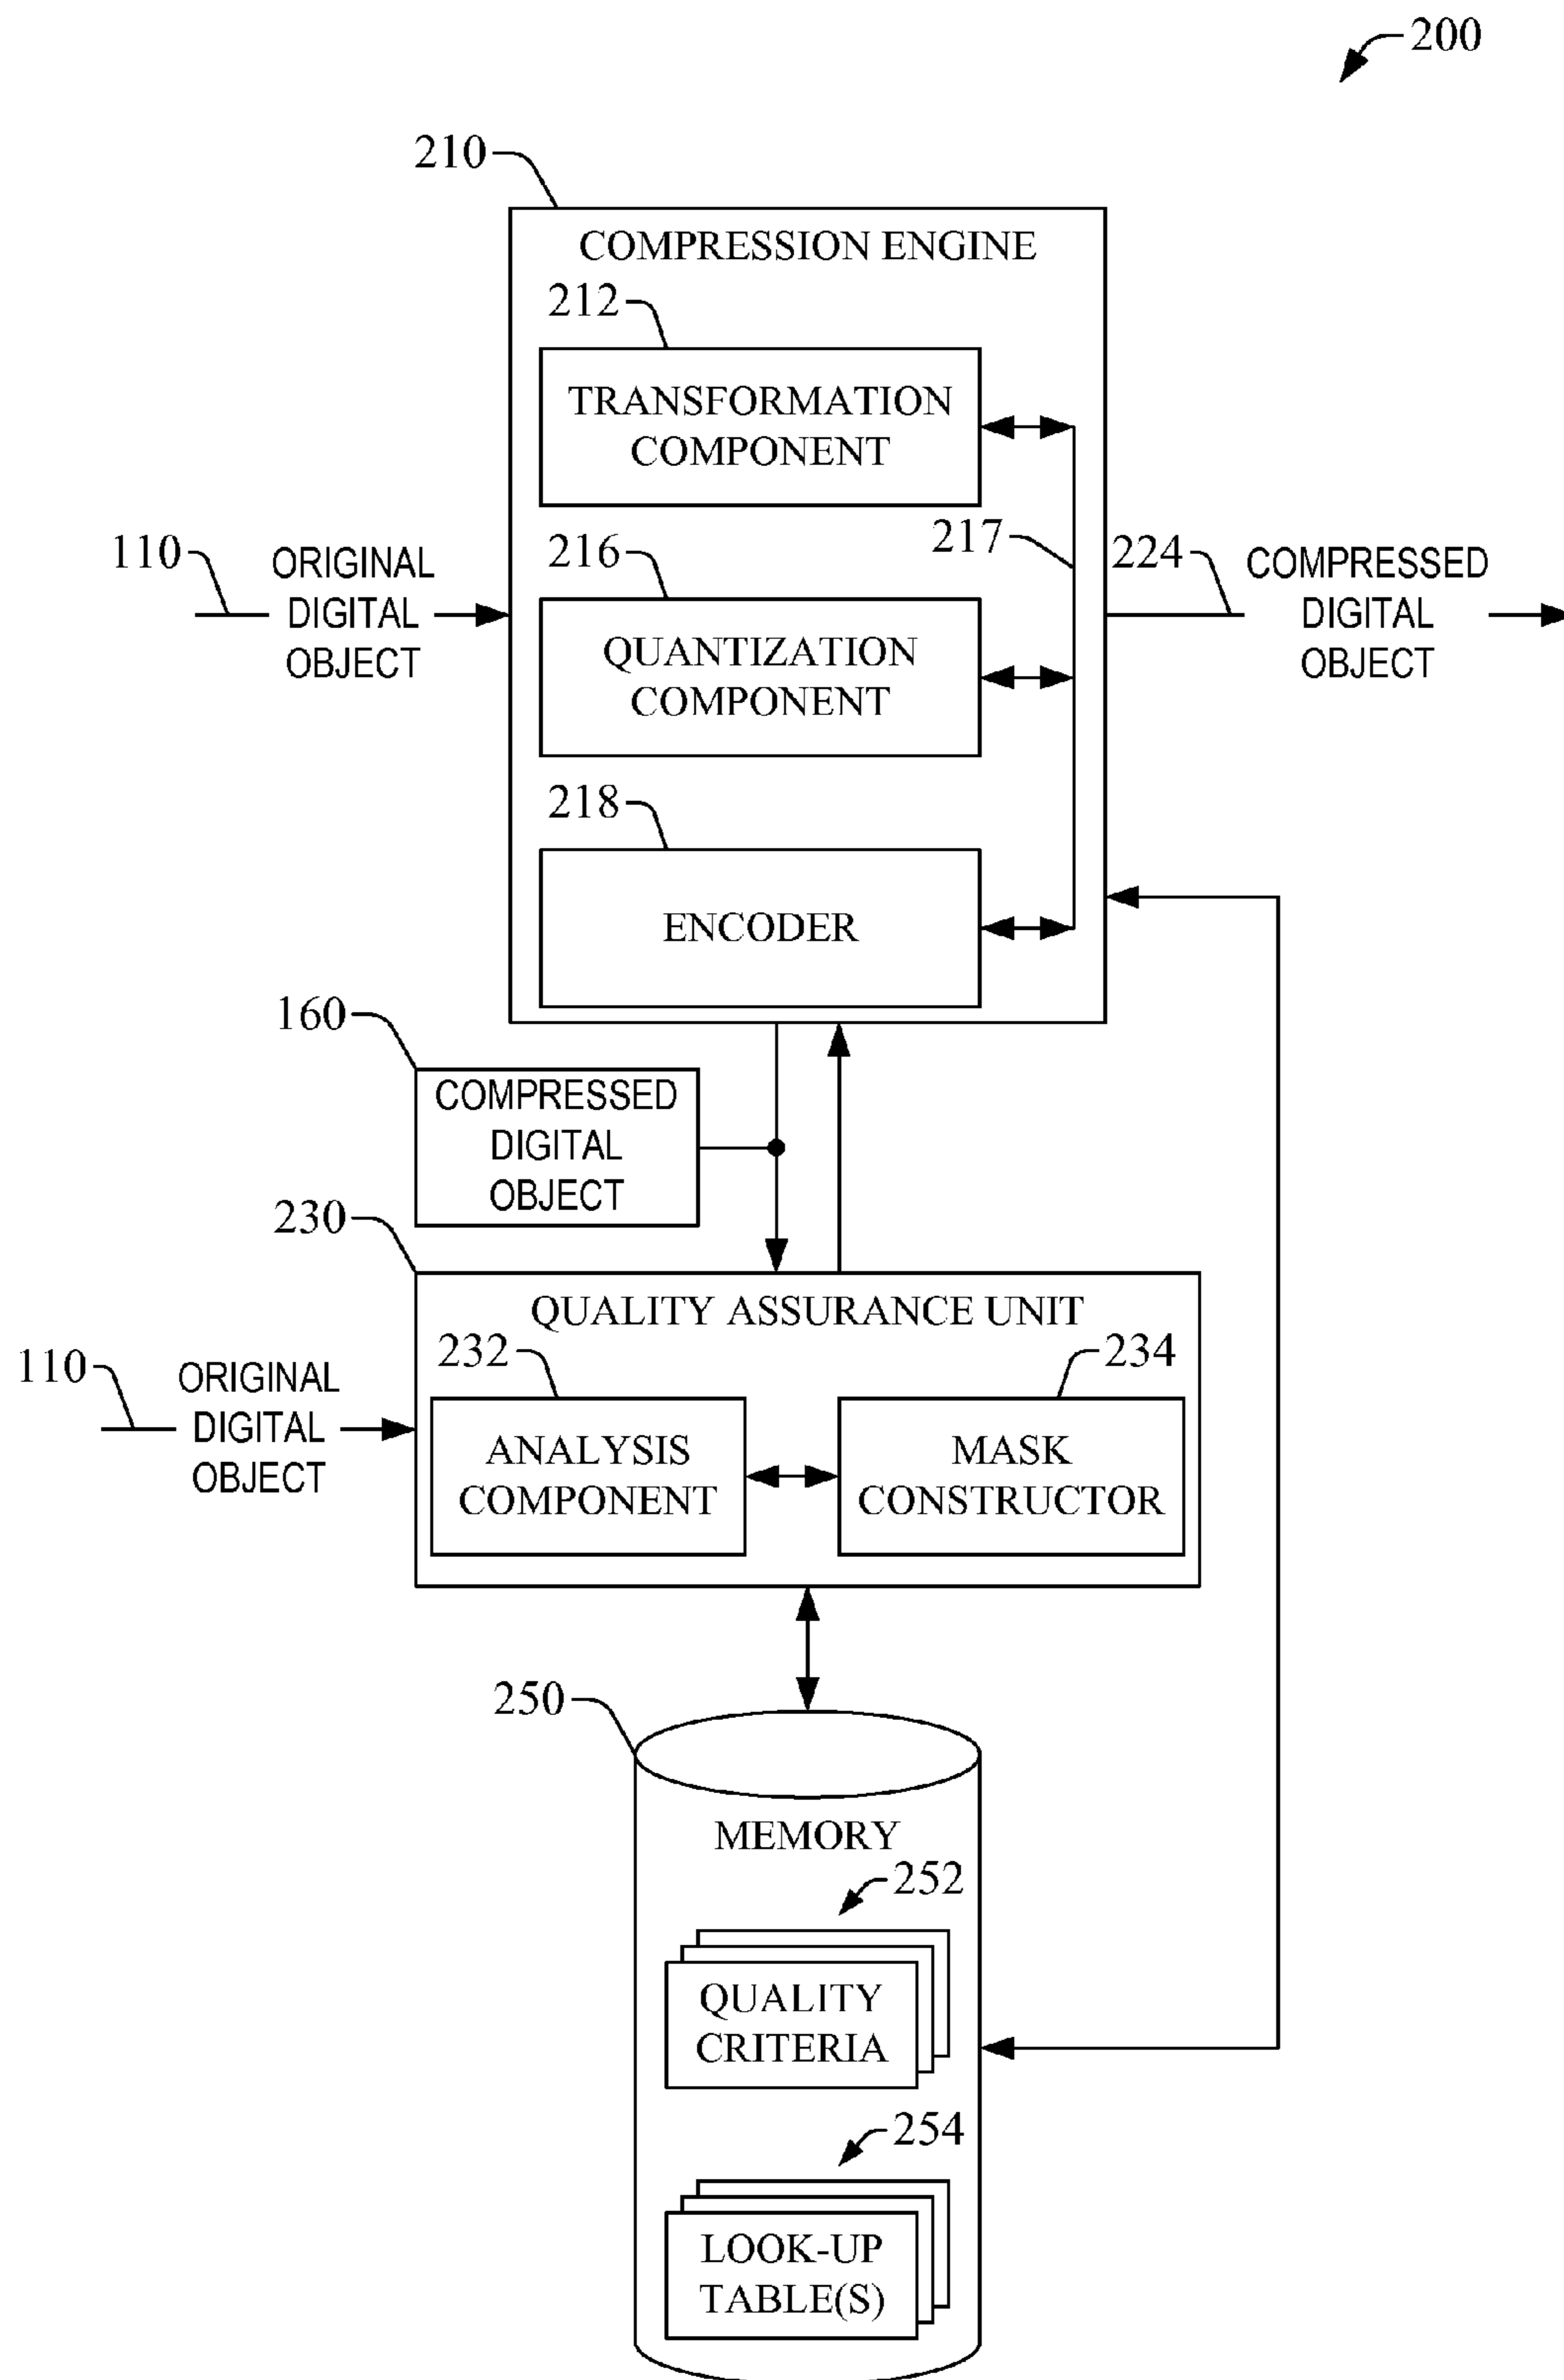 200
210
COMPRESSION ENGINE
212
TRANSFORMATION
COMPONENT
110
ORIGINAL
DIGITAL
OBJECT
216
217
QUANTIZATION
COMPONENT
224
COMPRESSED
DIGITAL
OBJECT
218
ENCODER
160
COMPRESSED
DIGITAL
OBJECT
230
QUALITY ASSURANCE UNIT
110
ORIGINAL
DIGITAL
OBJECT
232
ANALYSIS
COMPONENT
234
MASK
CONSTRUCTOR
250
MEMORY
252
QUALITY
CRITERIA
254
LOOK-UP
TABLE(S)